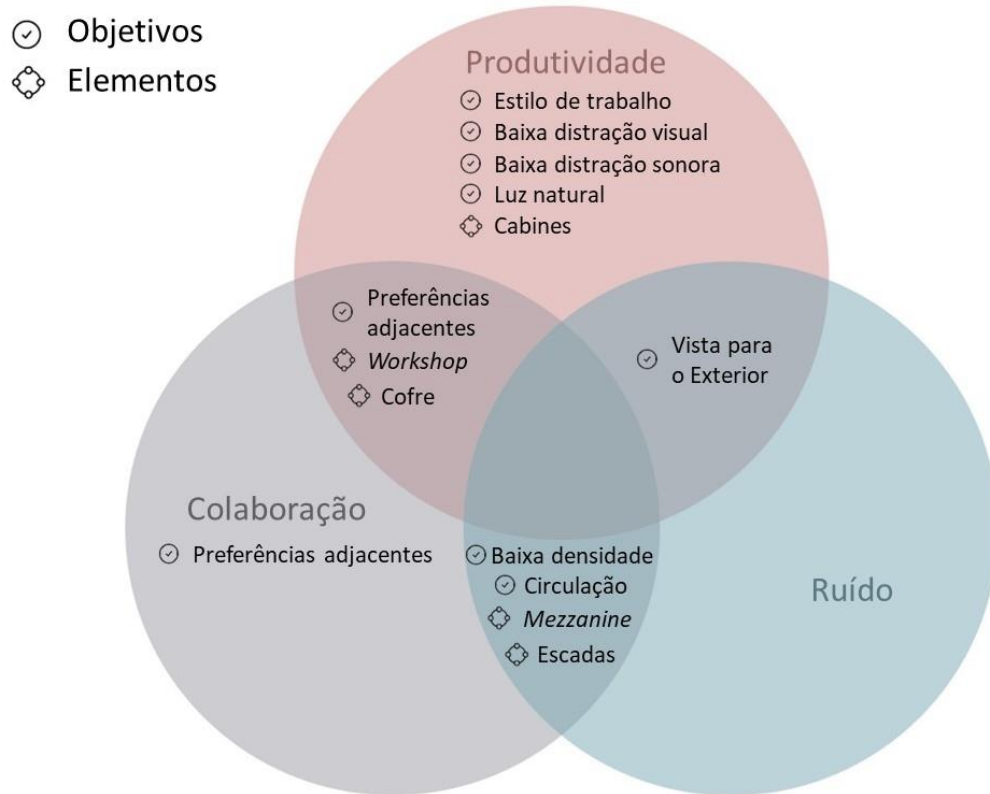 Objetivos
Elementos
Produtividade
Estilo de trabalho
Baixa distração visual
Baixa distração sonora
Luz natural
Cabines
Preferências
adjacentes
Workshop
Cofre
Vista para
o Exterior
Colaboração
Preferências adjacentes
Baixa densidade
Circulação
Mezzanine
Escadas
Ruído